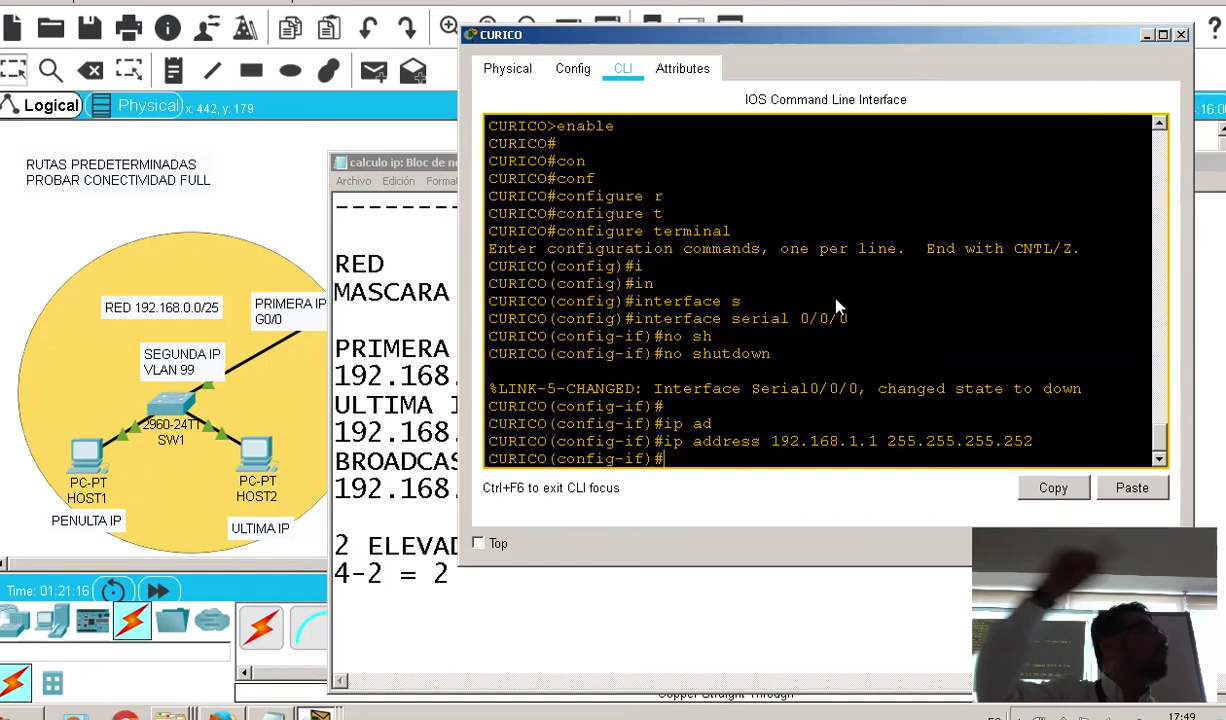 CURICO
?
Physical
Config
CLI
Attributes
Logical
Physical
x: 442, y: 179
IOS Command Line Interface
RUTAS PREDETERMINADAS
PROBAR CONECTIVIDAD FULL
RED 192.168.0.0/25
PRIMERA IP
G0/0
SEGUNDA IP
VLAN 99
2960-24TT
SW1
PC-PT
HOST1
PC-PT
HOST2
PENULTA IP
ULTIMA IP
calculo ip: Bloc de
Archivo Edición
RED
MASCARA
PRIMERA
192.168.
ULTIMA
192.168.
BROADCAS
192.168.
2 ELEVAD
4-2 = 2
CURICO>enable
CURICO#
CURICO#con
CURICO#conf
CURICO#configure r
CURICO#configure t
CURICO#configure terminal
Enter configuration commands, one per line. End with CNTL/Z.
CURICO(config)#i
CURICO(config)#in
CURICO(config)#interface s
CURICO(config)#interface serial 0/0/0
CURICO(config-if)#no sh
CURICO(config-if)#no shutdown
%LINK-5-CHANGED: Interface Serial0/0/0, changed state to down
CURICO(config-if)#
CURICO(config-if)#ip ad
CURICO(config-if)#ip address 192.168.1.1 255.255.255.252
CURICO(config-if)#
Ctrl+F6 to exit CLI focus
Copy
Paste
Top
Time: 01:21:16
Copper Straight-Through
17:49